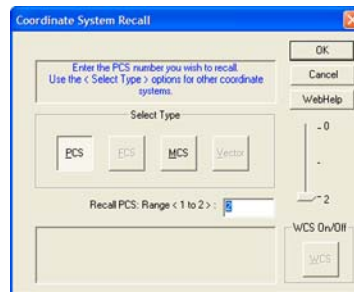 Coordinate System Recall
Enter the PCS number you wish to recall.
Use the < Select Type > options for other coordinate
systems.
Select Type
PCS
FCS
MCS
Vector
Recall PCS: Range < 1 to 2 > :
2
OK
Cancel
WebHelp
- 0
-
- 2
WCS On/Off
WCS